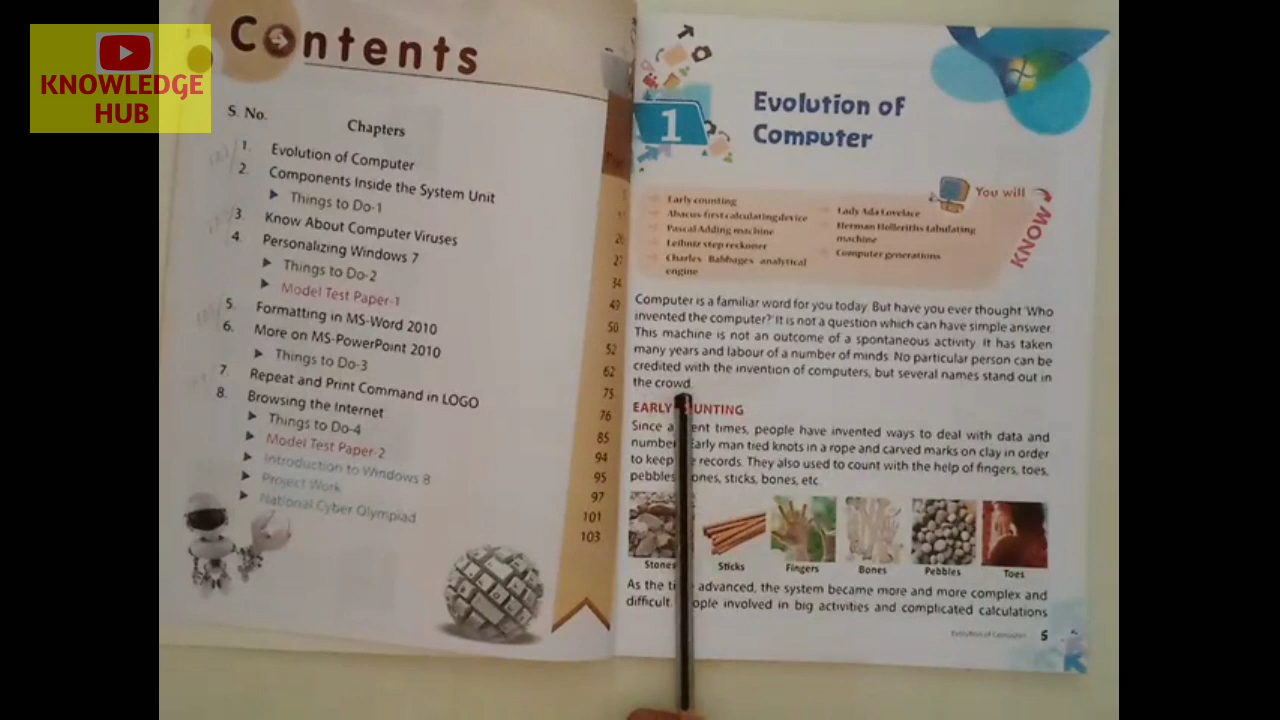 KNOWLEDGE
HUB
Contents
S. No.
Chapters
1. Evolution of Computer
2. Components Inside the System Unit
Things to Do-1
3. Know About Computer Viruses
4. Personalizing Windows 7
Things to Do-2
Model Test Paper-1
5. Formatting in MS-Word 2010
6. More on MS-PowerPoint 2010
Things to Do-3
7. Repeat and Print Command in LOGO
8. Browsing the Internet
Things to Do-4
Model Test Paper-2
Introduction to Windows 8
Project Work
National Cyber Olympiad
27
34
43
50
52
62
75
76
85
94
95
97
101
103
1
Evolution of
Computer
You will
KNOW
Early counting
Abacus first calculating device
Pascal Adding machine
Leibniz step reckoner
Charles Babbages analytical
engine
Lady Ada Lovelace
Herman Holleriths tabulating
machine
Computer generations
Computer is a familiar word for you today. But have you ever thought 'Who
invented the computer?' It is not a question which can have simple answer.
This machine is not an outcome of a spontaneous activity. It has taken
many years and labour of a number of minds. No particular person can be
credited with the invention of computers, but several names stand out in
the crowd.
EARLY UNTING
Since a ent times, people have invented ways to deal with data and
number Early man tied knots in a rope and carved marks on clay in order
to keep e records. They also used to count with the help of fingers, toes,
pebbles ones, sticks, bones, etc.
Stones
Sticks
Fingers
Bones
Pebbles
Toes
As the ti advanced, the system became more and more complex and
difficult. ople involved in big activities and complicated calculations
Evolution of Computer 5